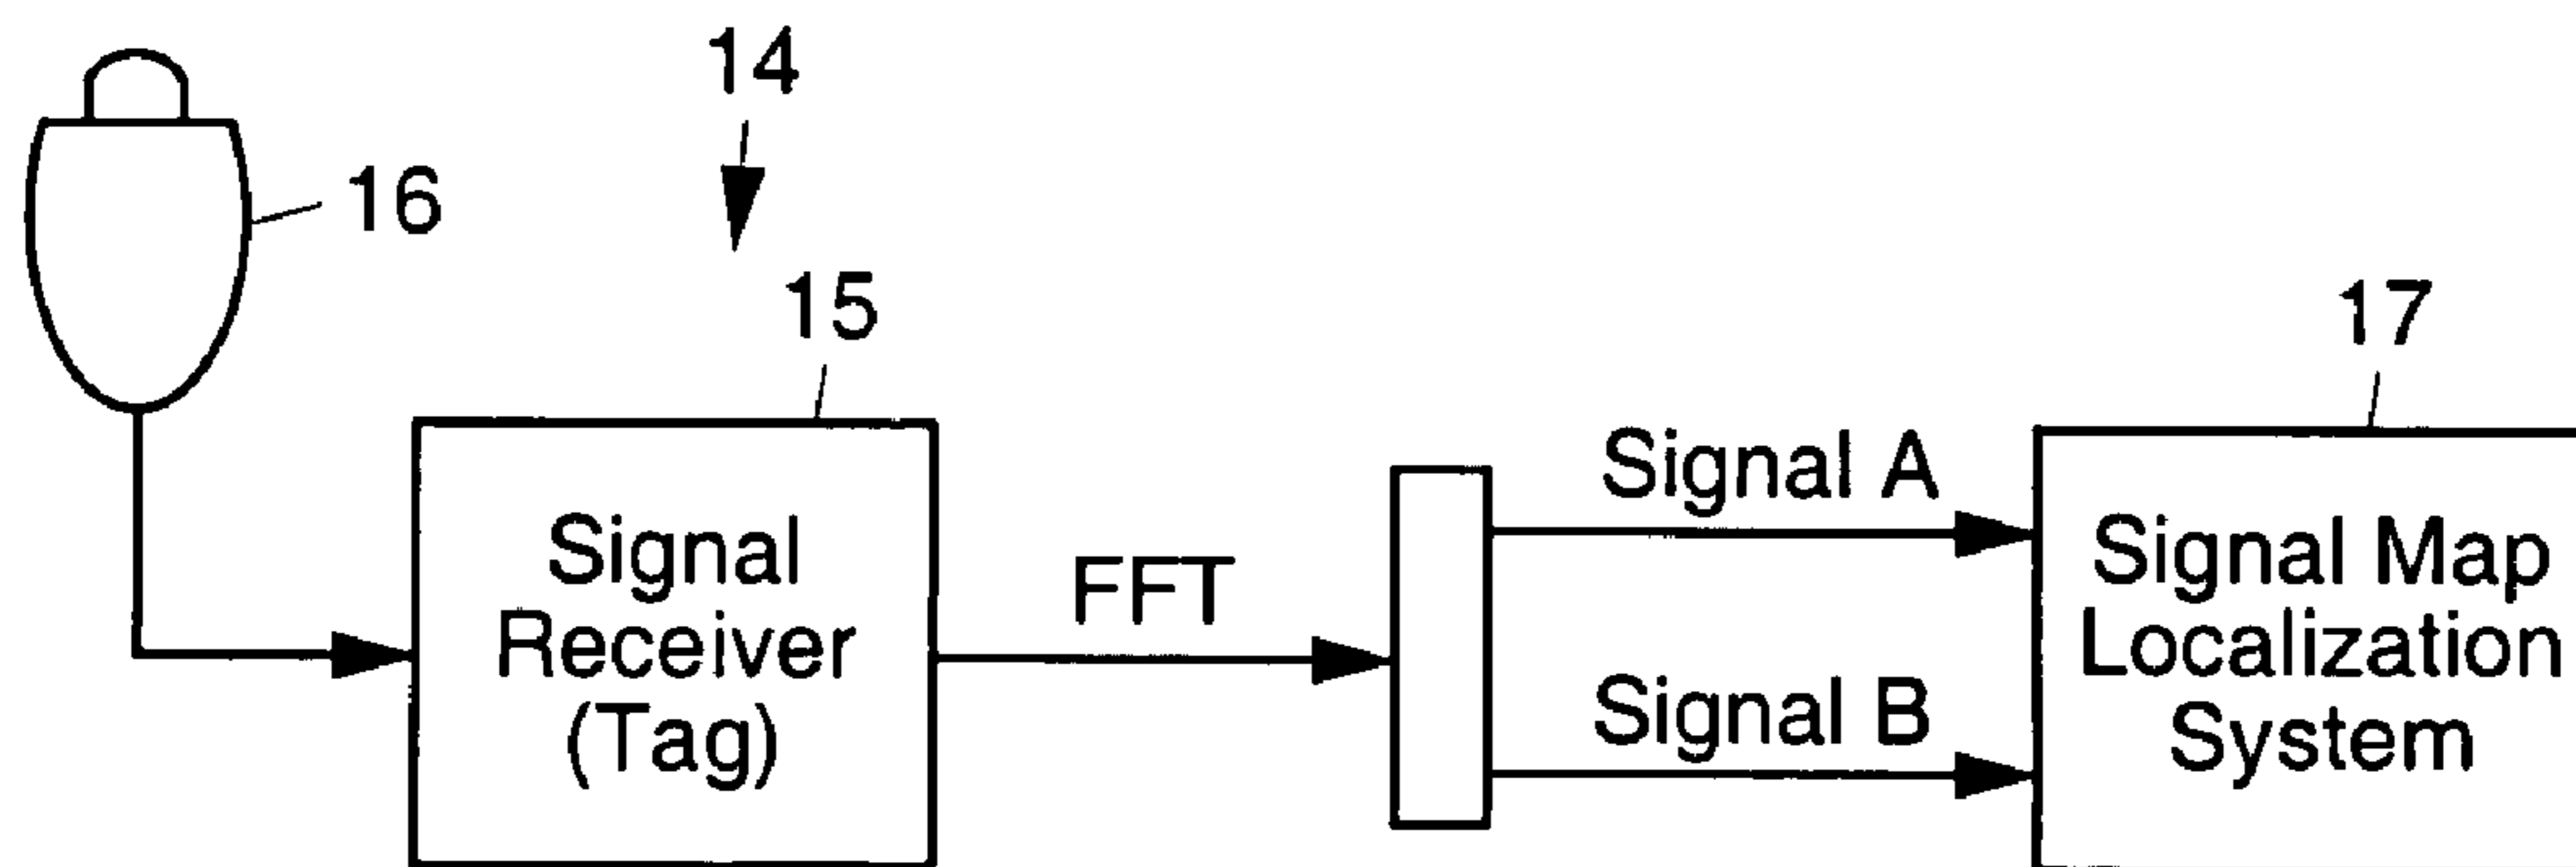 14
16
15
17
Signal
Receiver
(Tag)
FFT
Signal A
Signal B
Signal Map
Localization
System